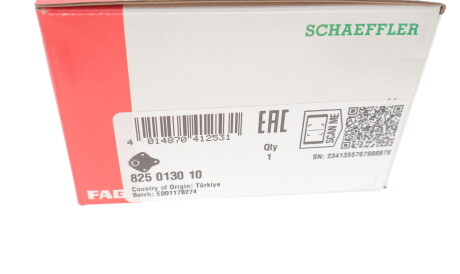 SCHAEFFLER
4 014870 412531
EAC
SCAN ME
Qty
1
SN: 2341355767988878
825 0130 10
Country of Origin: Türkiye
Batch: E001178274
FAG